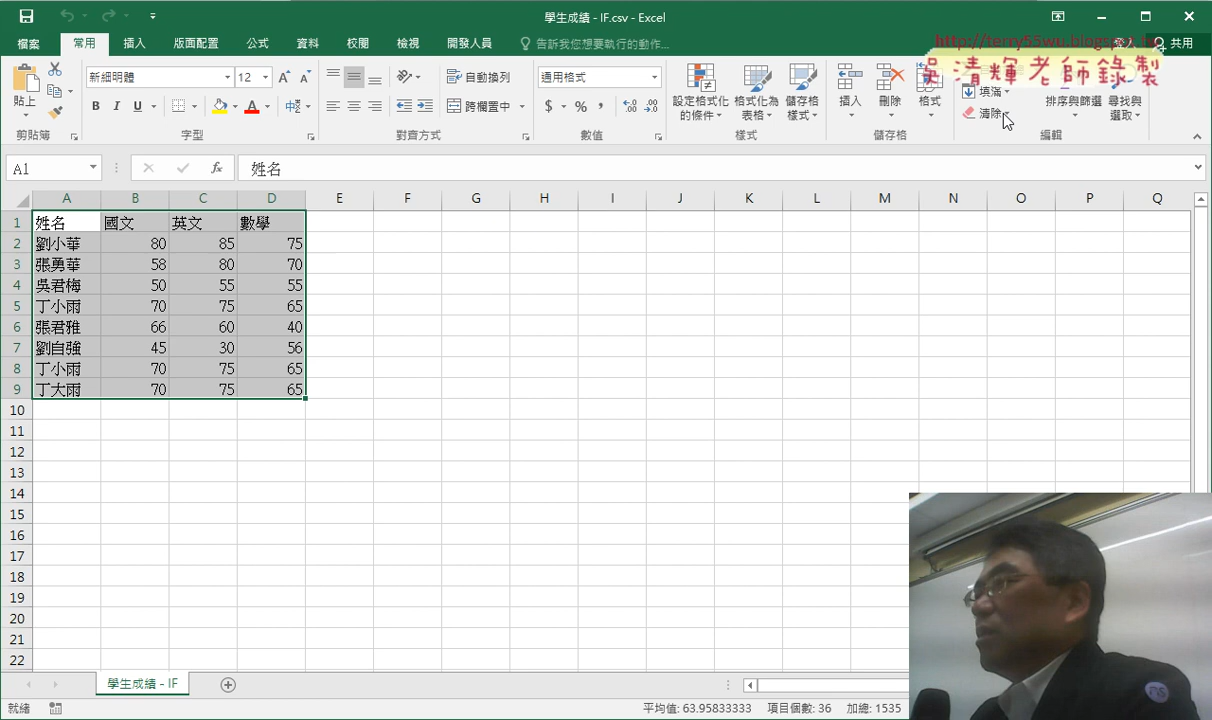 學生成績 - IF.csv - Excel
檔案 常用 插入 版面配置 公式 資料 校閱 檢視 開發人員 告訴我您想要執行的動作... 登入 共用
http://terry55wu.blogspot.tw
吳清輝老師錄製
貼上 新細明體 12 自動換列 通用格式 設定格式化的條件 格式化為表格 儲存格樣式 插入 刪除 格式 填滿 清除 排序與篩選 尋找與選取
B I U A 中 跨欄置中 $ % ,
剪貼簿 字型 對齊方式 數值 樣式 儲存格 編輯
A1 fx 姓名
A B C D E F G H I J K L M N O P Q
1 姓名 國文 英文 數學
2 劉小華 80 85 75
3 張勇華 58 80 70
4 吳君梅 50 55 55
5 丁小雨 70 75 65
6 張君雅 66 60 40
7 劉自強 45 30 56
8 丁小雨 70 75 65
9 丁大雨 70 75 65
10
11
12
13
14
15
16
17
18
19
20
21
22
學生成績 - IF
就緒 平均值: 63.95833333 項目個數: 36 加總: 1535